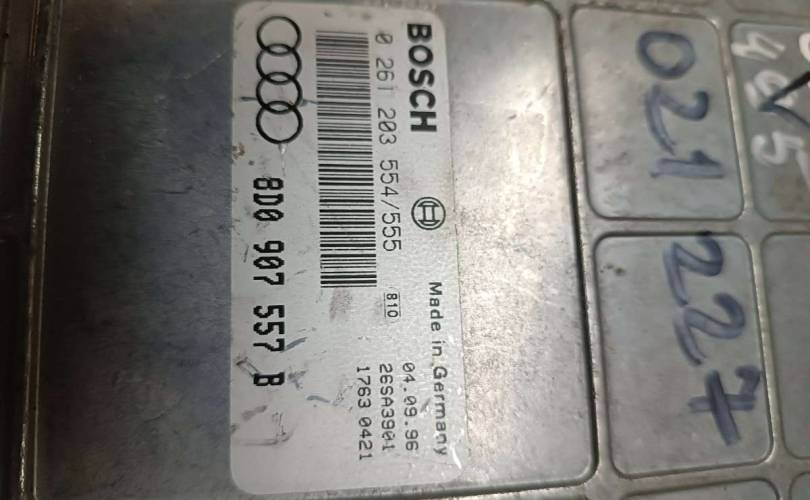 BOSCH
Made in Germany
0 261 203 554/555
810
04.09.96
26SA3901
1763 0421
8D0 907 557 B
021
227